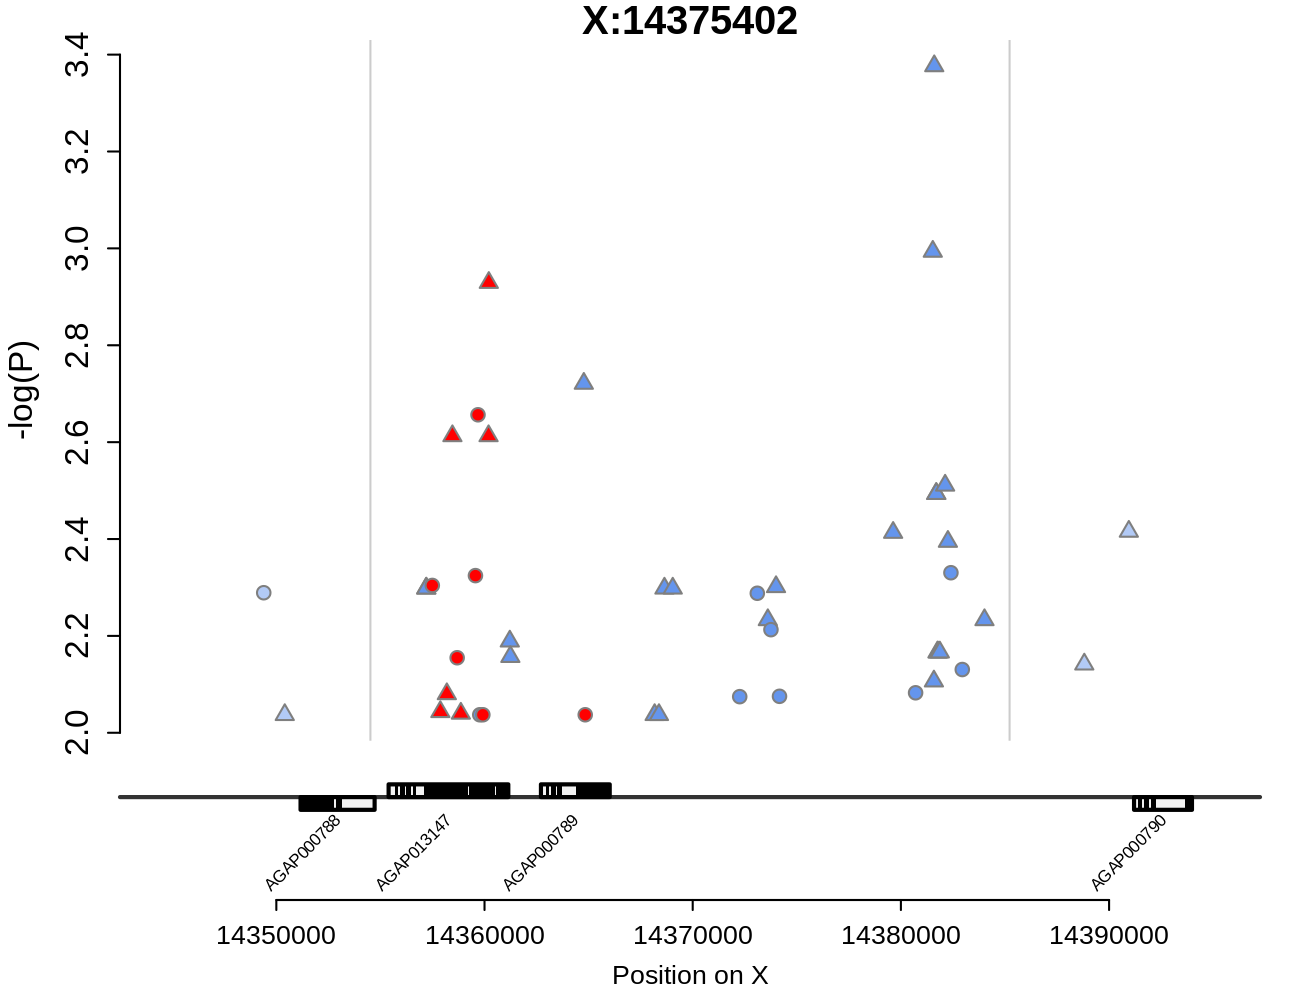 X:14375402
-log(P)
3.4
3.2
3.0
2.8
2.6
2.4
2.2
2.0
AGAP000788
AGAP013147
AGAP000789
AGAP000790
14350000 14360000 14370000 14380000 14390000
Position on X